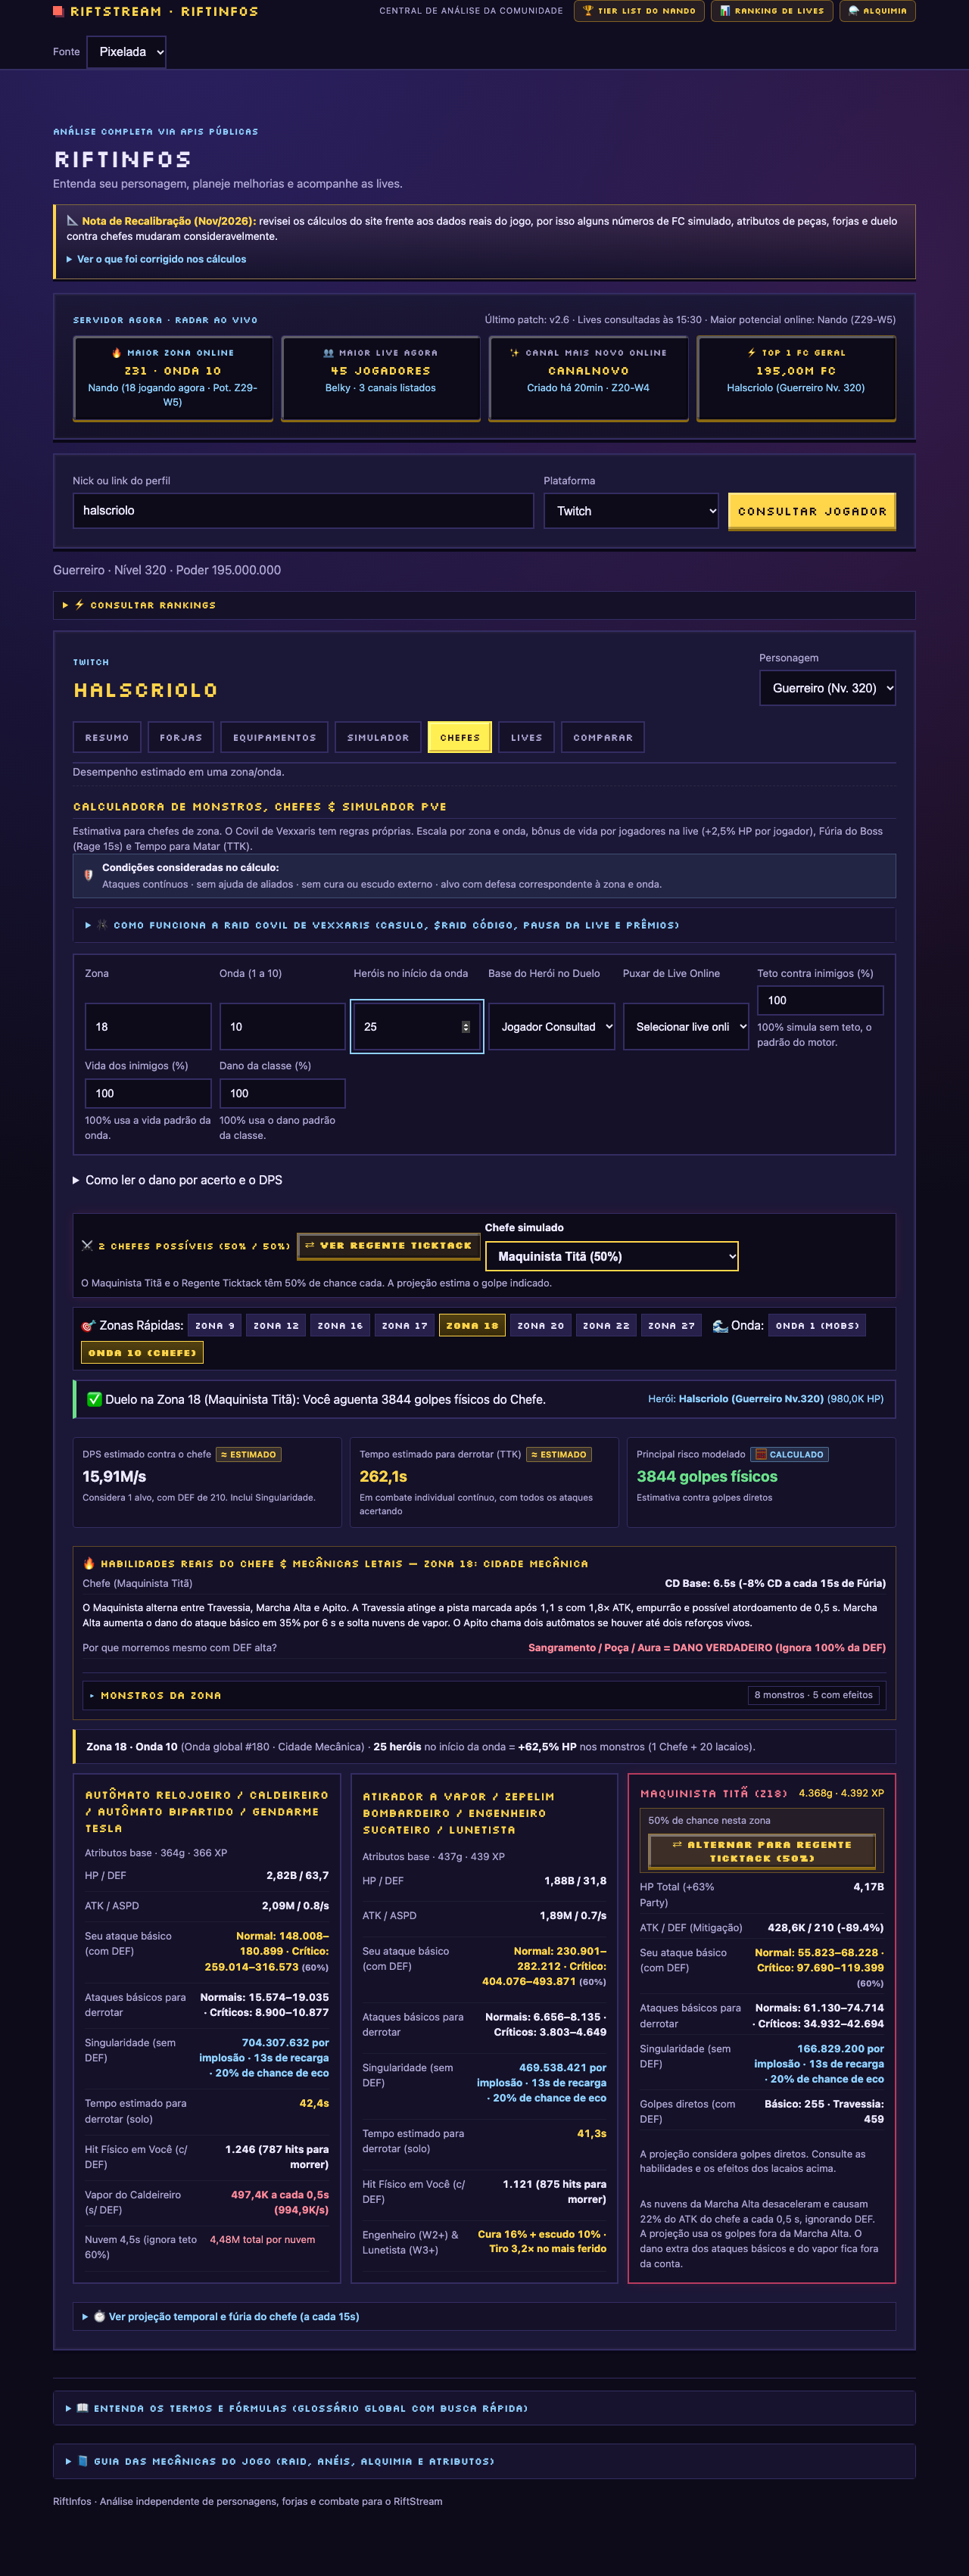 RIFTSTREAM · RIFTINFOS
CENTRAL DE ANÁLISE DA COMUNIDADE
🏆 TIER LIST DO NANDO
📊 RANKING DE LIVES
ALQUIMIA
Fonte
Pixelada
ANÁLISE COMPLETA VIA APIS PÚBLICAS
RIFTINFOS
Entenda seu personagem, planeje melhorias e acompanhe as lives.
📐 Nota de Recalibração (Nov/2026): revisei os cálculos do site frente aos dados reais do jogo, por isso alguns números de FC simulado, atributos de peças, forjas e duelo
contra chefes mudaram consideravelmente.
▶ Ver o que foi corrigido nos cálculos
SERVIDOR AGORA · RADAR AO VIVO
Último patch: v2.6 · Lives consultadas às 15:30 · Maior potencial online: Nando (Z29-W5)
🔥 MAIOR ZONA ONLINE
Z31 · ONDA 10
Nando (18 jogando agora · Pot. Z29-
W5)
👥 MAIOR LIVE AGORA
45 JOGADORES
Belky · 3 canais listados
✨ CANAL MAIS NOVO ONLINE
CANALNOVO
Criado há 20min · Z20-W4
⚡ TOP 1 FC GERAL
195,00M FC
Halscriolo (Guerreiro Nv. 320)
Nick ou link do perfil
halscriolo
Plataforma
Twitch
CONSULTAR JOGADOR
Guerreiro · Nível 320 · Poder 195.000.000
▶ ⚡ CONSULTAR RANKINGS
TWITCH
HALSCRIOLO
Personagem
Guerreiro (Nv. 320)
RESUMO
FORJAS
EQUIPAMENTOS
SIMULADOR
CHEFES
LIVES
COMPARAR
Desempenho estimado em uma zona/onda.
CALCULADORA DE MONSTROS, CHEFES & SIMULADOR PVE
Estimativa para chefes de zona. O Covil de Vexxaris tem regras próprias. Escala por zona e onda, bônus de vida por jogadores na live (+2,5% HP por jogador), Fúria do Boss
(Rage 15s) e Tempo para Matar (TTK).
Condições consideradas no cálculo:
Ataques contínuos · sem ajuda de aliados · sem cura ou escudo externo · alvo com defesa correspondente à zona e onda.
▶ COMO FUNCIONA A RAID COVIL DE VEXXARIS (CASULO, $RAID CÓDIGO, PAUSA DA LIVE E PRÊMIOS)
Zona
18
Onda (1 a 10)
10
Heróis no início da onda
25
Base do Herói no Duelo
Jogador Consultad
Puxar de Live Online
Selecionar live onli
Teto contra inimigos (%)
100
100% simula sem teto, o
padrão do motor.
Vida dos inimigos (%)
100
100% usa a vida padrão da
onda.
Dano da classe (%)
100
100% usa o dano padrão
da classe.
▶ Como ler o dano por acerto e o DPS
⚔ 2 CHEFES POSSÍVEIS (50% / 50%)
⇄ VER REGENTE TICKTACK
Chefe simulado
Maquinista Titã (50%)
O Maquinista Titã e o Regente Ticktack têm 50% de chance cada. A projeção estima o golpe indicado.
🎯 Zonas Rápidas: ZONA 9 ZONA 12 ZONA 16 ZONA 17 ZONA 18 ZONA 20 ZONA 22 ZONA 27 🌊 Onda: ONDA 1 (MOBS)
ONDA 10 (CHEFE)
✅ Duelo na Zona 18 (Maquinista Titã): Você aguenta 3844 golpes físicos do Chefe.
Herói: Halscriolo (Guerreiro Nv.320) (980,0K HP)
DPS estimado contra o chefe ≈ ESTIMADO
15,91M/s
Considera 1 alvo, com DEF de 210. Inclui Singularidade.
Tempo estimado para derrotar (TTK) ≈ ESTIMADO
262,1s
Em combate individual contínuo, com todos os ataques
acertando
Principal risco modelado 🧮 CALCULADO
3844 golpes físicos
Estimativa contra golpes diretos
🔥 HABILIDADES REAIS DO CHEFE & MECÂNICAS LETAIS — ZONA 18: CIDADE MECÂNICA
Chefe (Maquinista Titã)
CD Base: 6.5s (-8% CD a cada 15s de Fúria)
O Maquinista alterna entre Travessia, Marcha Alta e Apito. A Travessia atinge a pista marcada após 1,1 s com 1,8× ATK, empurrão e possível atordoamento de 0,5 s. Marcha
Alta aumenta o dano do ataque básico em 35% por 6 s e solta nuvens de vapor. O Apito chama dois autômatos se houver até dois reforços vivos.
Por que morremos mesmo com DEF alta?
Sangramento / Poça / Aura = DANO VERDADEIRO (Ignora 100% da DEF)
▸ MONSTROS DA ZONA
8 monstros · 5 com efeitos
Zona 18 · Onda 10 (Onda global #180 · Cidade Mecânica) · 25 heróis no início da onda = +62,5% HP nos monstros (1 Chefe + 20 lacaios).
AUTÔMATO RELOJOEIRO / CALDEIREIRO
/ AUTÔMATO BIPARTIDO / GENDARME
TESLA
Atributos base · 364g · 366 XP
HP / DEF
2,82B / 63,7
ATK / ASPD
2,09M / 0.8/s
Seu ataque básico
(com DEF)
Normal: 148.008–
180.899 · Crítico:
259.014–316.573 (60%)
Ataques básicos para
derrotar
Normais: 15.574–19.035
· Críticos: 8.900–10.877
Singularidade (sem
DEF)
704.307.632 por
implosão · 13s de recarga
· 20% de chance de eco
Tempo estimado para
derrotar (solo)
42,4s
Hit Físico em Você (c/
DEF)
1.246 (787 hits para
morrer)
Vapor do Caldeireiro
(s/ DEF)
497,4K a cada 0,5s
(994,9K/s)
Nuvem 4,5s (ignora teto
60%)
4,48M total por nuvem
ATIRADOR A VAPOR / ZEPELIM
BOMBARDEIRO / ENGENHEIRO
SUCATEIRO / LUNETISTA
Atributos base · 437g · 439 XP
HP / DEF
1,88B / 31,8
ATK / ASPD
1,89M / 0.7/s
Seu ataque básico
(com DEF)
Normal: 230.901–
282.212 · Crítico:
404.076–493.871 (60%)
Ataques básicos para
derrotar
Normais: 6.656–8.135 ·
Críticos: 3.803–4.649
Singularidade (sem
DEF)
469.538.421 por
implosão · 13s de recarga
· 20% de chance de eco
Tempo estimado para
derrotar (solo)
41,3s
Hit Físico em Você (c/
DEF)
1.121 (875 hits para
morrer)
Engenheiro (W2+) &
Lunetista (W3+)
Cura 16% + escudo 10% ·
Tiro 3,2× no mais ferido
MAQUINISTA TITÃ (Z18)
4.368g · 4.392 XP
50% de chance nesta zona
⇄ ALTERNAR PARA REGENTE
TICKTACK (50%)
HP Total (+63%
Party)
4,17B
ATK / DEF (Mitigação)
428,6K / 210 (-89.4%)
Seu ataque básico
(com DEF)
Normal: 55.823–68.228 ·
Crítico: 97.690–119.399
(60%)
Ataques básicos para
derrotar
Normais: 61.130–74.714
· Críticos: 34.932–42.694
Singularidade (sem
DEF)
166.829.200 por
implosão · 13s de recarga
· 20% de chance de eco
Golpes diretos (com
DEF)
Básico: 255 · Travessia:
459
A projeção considera golpes diretos. Consulte as
habilidades e os efeitos dos lacaios acima.
As nuvens da Marcha Alta desaceleram e causam
22% do ATK do chefe a cada 0,5 s, ignorando DEF.
A projeção usa os golpes fora da Marcha Alta. O
dano extra dos ataques básicos e do vapor fica fora
da conta.
▶ ⏱ Ver projeção temporal e fúria do chefe (a cada 15s)
▶ 📖 ENTENDA OS TERMOS E FÓRMULAS (GLOSSÁRIO GLOBAL COM BUSCA RÁPIDA)
▶ 📘 GUIA DAS MECÂNICAS DO JOGO (RAID, ANÉIS, ALQUIMIA E ATRIBUTOS)
RiftInfos · Análise independente de personagens, forjas e combate para o RiftStream